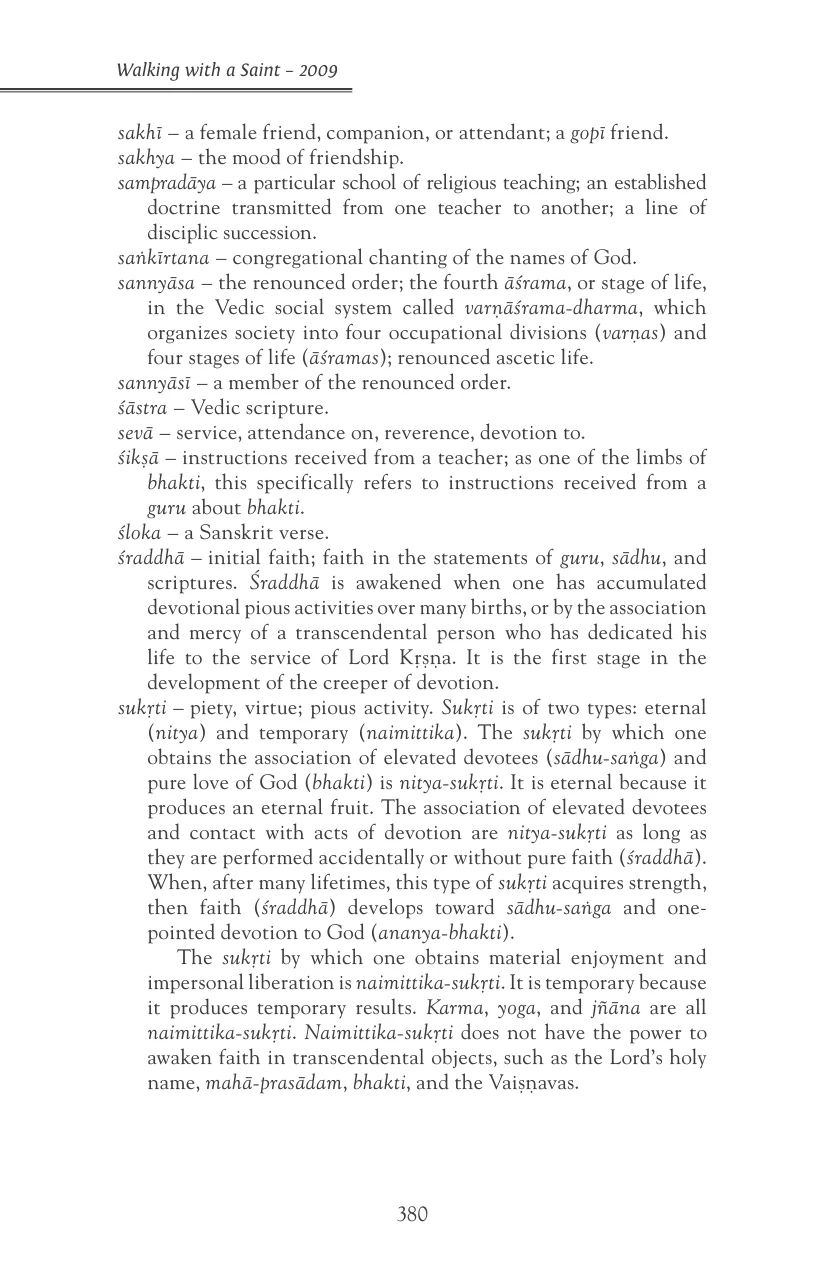 Walking with a Saint – 2009
sakhī – a female friend, companion, or attendant; a gopī friend.
sakhya – the mood of friendship.
sampradāya – a particular school of religious teaching; an established
doctrine transmitted from one teacher to another; a line of
disciplic succession.
saṅkīrtana – congregational chanting of the names of God.
sannyāsa – the renounced order; the fourth āśrama, or stage of life,
in the Vedic social system called varṇāśrama-dharma, which
organizes society into four occupational divisions (varṇas) and
four stages of life (āśramas); renounced ascetic life.
sannyāsī – a member of the renounced order.
śāstra – Vedic scripture.
sevā – service, attendance on, reverence, devotion to.
śikṣā – instructions received from a teacher; as one of the limbs of
bhakti, this specifically refers to instructions received from a
guru about bhakti.
śloka – a Sanskrit verse.
śraddhā – initial faith; faith in the statements of guru, sādhu, and
scriptures. Śraddhā is awakened when one has accumulated
devotional pious activities over many births, or by the association
and mercy of a transcendental person who has dedicated his
life to the service of Lord Kṛṣṇa. It is the first stage in the
development of the creeper of devotion.
sukṛti – piety, virtue; pious activity. Sukṛti is of two types: eternal
(nitya) and temporary (naimittika). The sukṛti by which one
obtains the association of elevated devotees (sādhu-saṅga) and
pure love of God (bhakti) is nitya-sukṛti. It is eternal because it
produces an eternal fruit. The association of elevated devotees
and contact with acts of devotion are nitya-sukṛti as long as
they are performed accidentally or without pure faith (śraddhā).
When, after many lifetimes, this type of sukṛti acquires strength,
then faith (śraddhā) develops toward sādhu-saṅga and one-
pointed devotion to God (ananya-bhakti).
The sukṛti by which one obtains material enjoyment and
impersonal liberation is naimittika-sukṛti. It is temporary because
it produces temporary results. Karma, yoga, and jñāna are all
naimittika-sukṛti. Naimittika-sukṛti does not have the power to
awaken faith in transcendental objects, such as the Lord’s holy
name, mahā-prasādam, bhakti, and the Vaiṣṇavas.
380